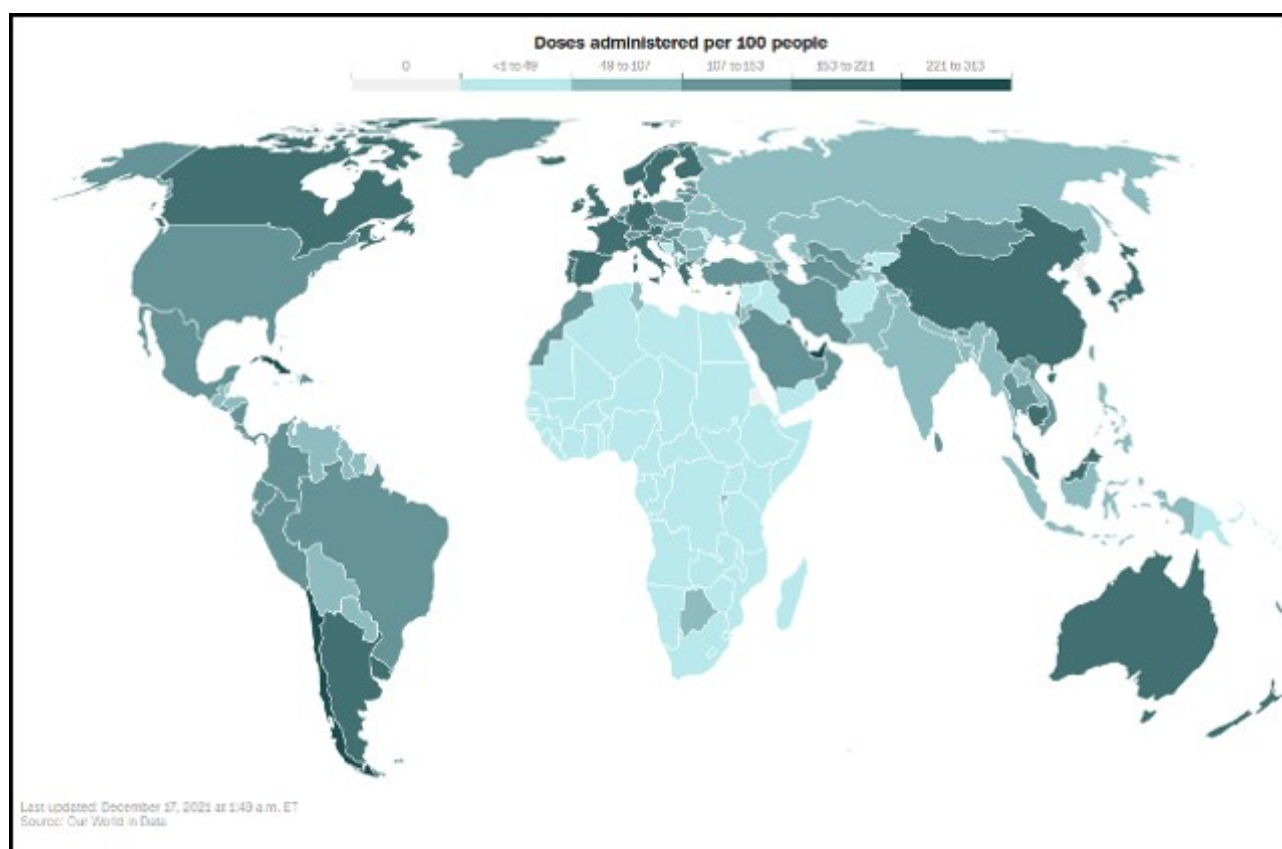 Doses administered per 100 people
0 <1 to 49 49 to 107 107 to 153 153 to 221 221 to 313
Last updated: December 17, 2021 at 1:49 a.m. ET
Source: Our World in Data